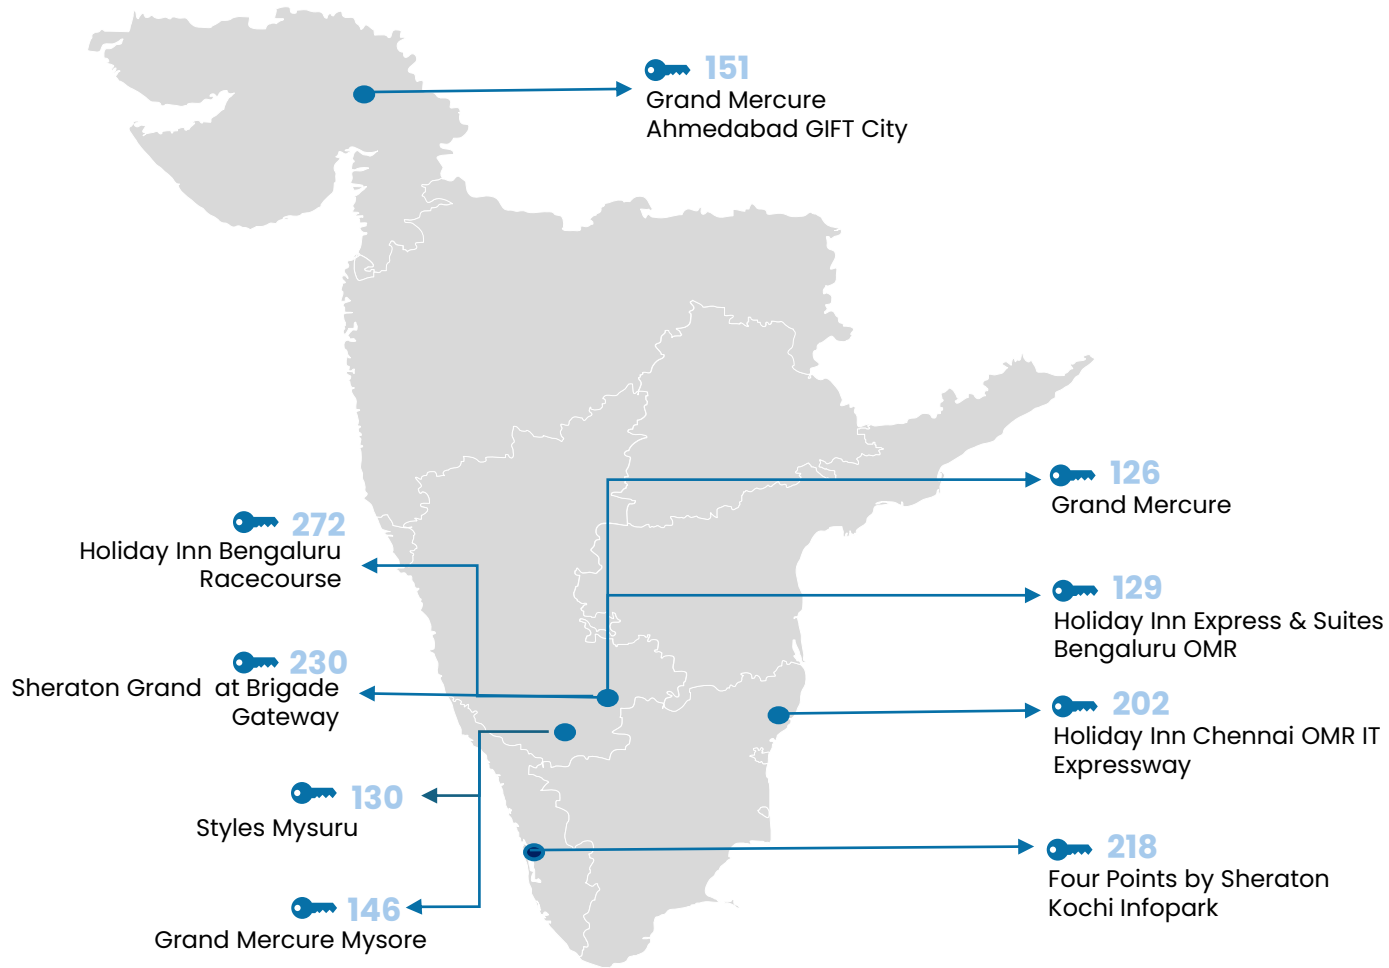 151
Grand Mercure
Ahmedabad GIFT City
126
Grand Mercure
272
Holiday Inn Bengaluru
Racecourse
129
Holiday Inn Express & Suites
Bengaluru OMR
230
Sheraton Grand at Brigade
Gateway
202
Holiday Inn Chennai OMR IT
Expressway
130
Styles Mysuru
218
Four Points by Sheraton
Kochi Infopark
146
Grand Mercure Mysore